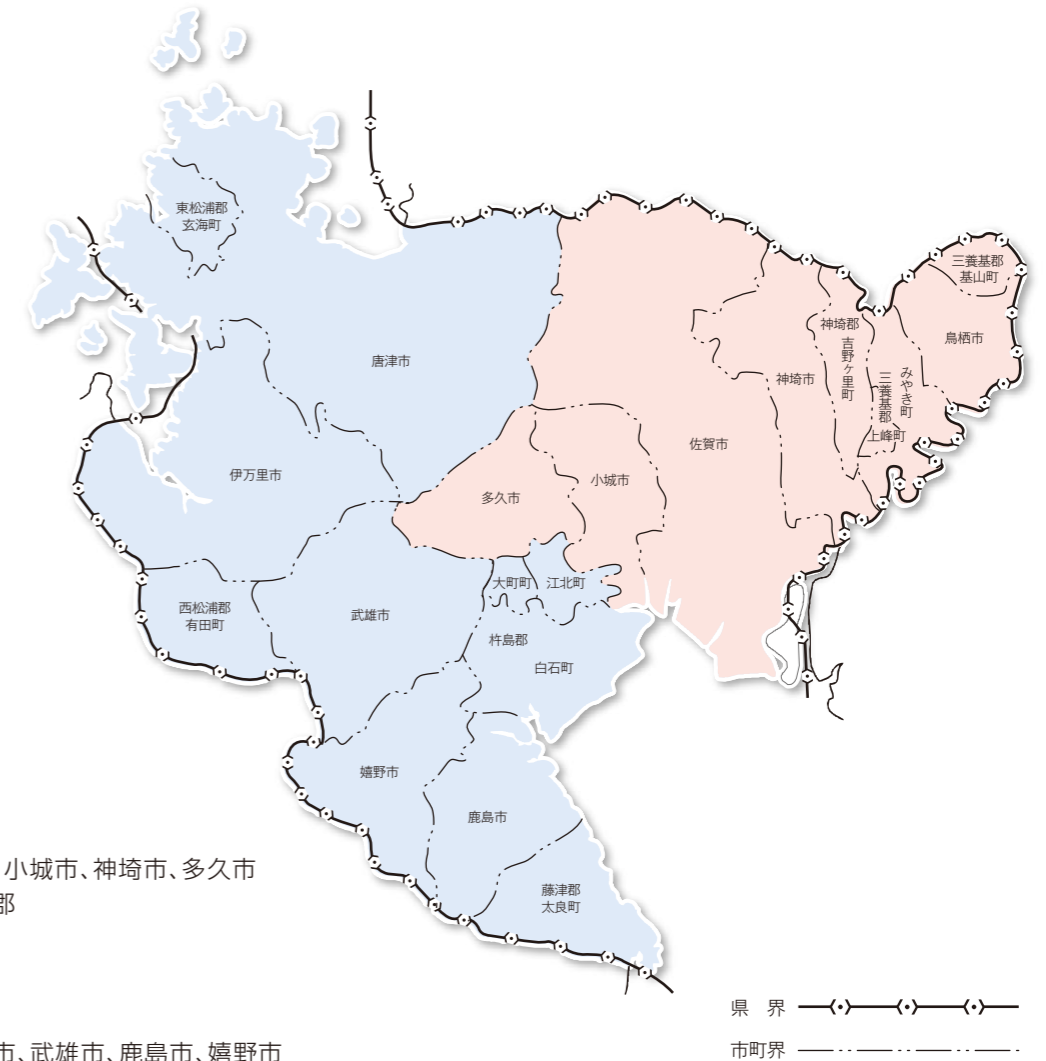 東松浦郡
玄海町
三養基郡
基山町
神埼郡
吉野ヶ里町
鳥栖市
唐津市
神埼市
みやき町
三養基郡
上峰町
佐賀市
伊万里市
小城市
多久市
大町町
江北町
西松浦郡
有田町
武雄市
杵島郡
白石町
嬉野市
鹿島市
小城市、神埼市、多久市
郡
藤津郡
太良町
県 界
市、武雄市、鹿島市、嬉野市
市町界